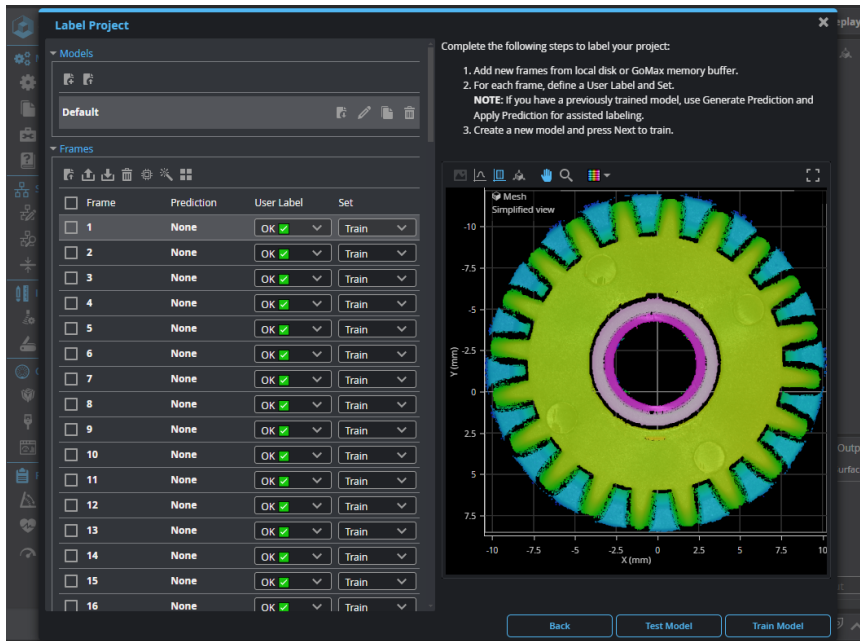 Label Project
eplay
Models
Default
Frames
Frame Prediction User Label Set
1 None OK ✅ Train
2 None OK ✅ Train
3 None OK ✅ Train
4 None OK ✅ Train
5 None OK ✅ Train
6 None OK ✅ Train
7 None OK ✅ Train
8 None OK ✅ Train
9 None OK ✅ Train
10 None OK ✅ Train
11 None OK ✅ Train
12 None OK ✅ Train
13 None OK ✅ Train
14 None OK ✅ Train
15 None OK ✅ Train
16 None OK ✅ Train
Complete the following steps to label your project:
1. Add new frames from local disk or GoMax memory buffer.
2. For each frame, define a User Label and Set.
NOTE: If you have a previously trained model, use Generate Prediction and
Apply Prediction for assisted labeling.
3. Create a new model and press Next to train.
Mesh
Simplified view
-10
-7.5
-5
-2.5
0
2.5
5
7.5
Y (mm)
-10 -7.5 -5 -2.5 0 2.5 5 7.5 10
X (mm)
Outp
urfac
Back Test Model Train Model